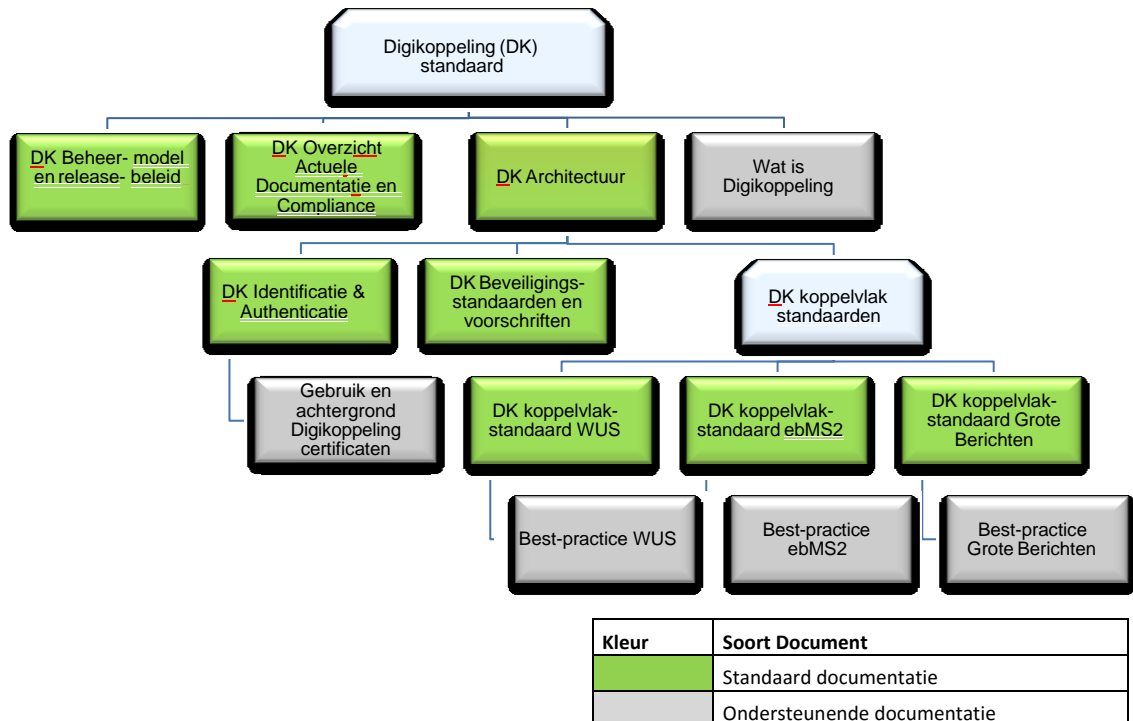 Digikoppeling (DK)
standaard
DK Beheer- model
en release- beleid
DK Overzicht
Actuele
Documentatie en
Compliance
DK Architectuur
Wat is
Digikoppeling
DK Identificatie &
Authenticatie
DK Beveiligings-
standaarden en
voorschriften
DK koppelvlak
standaarden
Gebruik en
achtergrond
Digikoppeling
certificaten
DK koppelvlak-
standaard WUS
DK koppelvlak-
standaard ebMS2
DK koppelvlak-
standaard Grote
Berichten
Best-practice WUS
Best-practice
ebMS2
Best-practice
Grote Berichten
Kleur Soort Document
Standaard documentatie
Ondersteunende documentatie